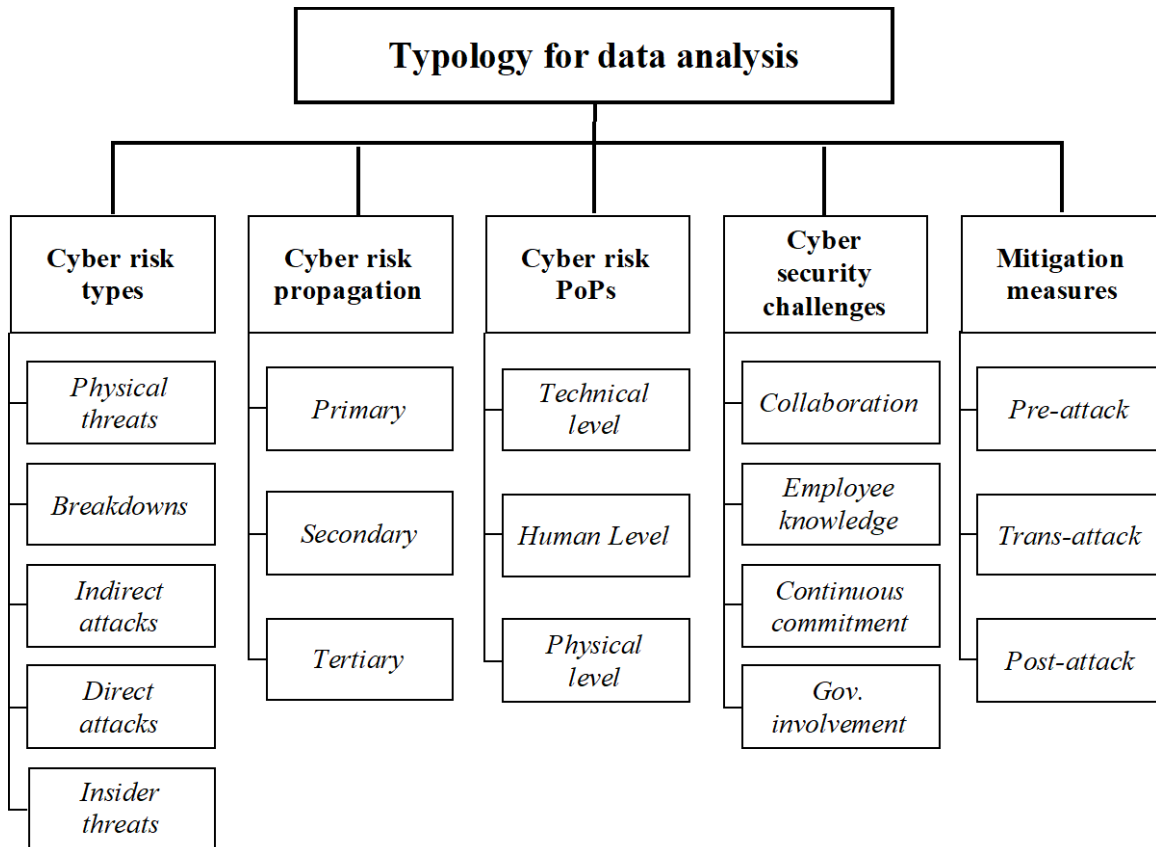 Typology for data analysis
Cyber risk
types
Physical
threats
Breakdowns
Indirect
attacks
Direct
attacks
Insider
threats
Cyber risk
propagation
Primary
Secondary
Tertiary
Cyber risk
PoPs
Technical
level
Human Level
Physical
level
Cyber
security
challenges
Collaboration
Employee
knowledge
Continuous
commitment
Gov.
involvement
Mitigation
measures
Pre-attack
Trans-attack
Post-attack